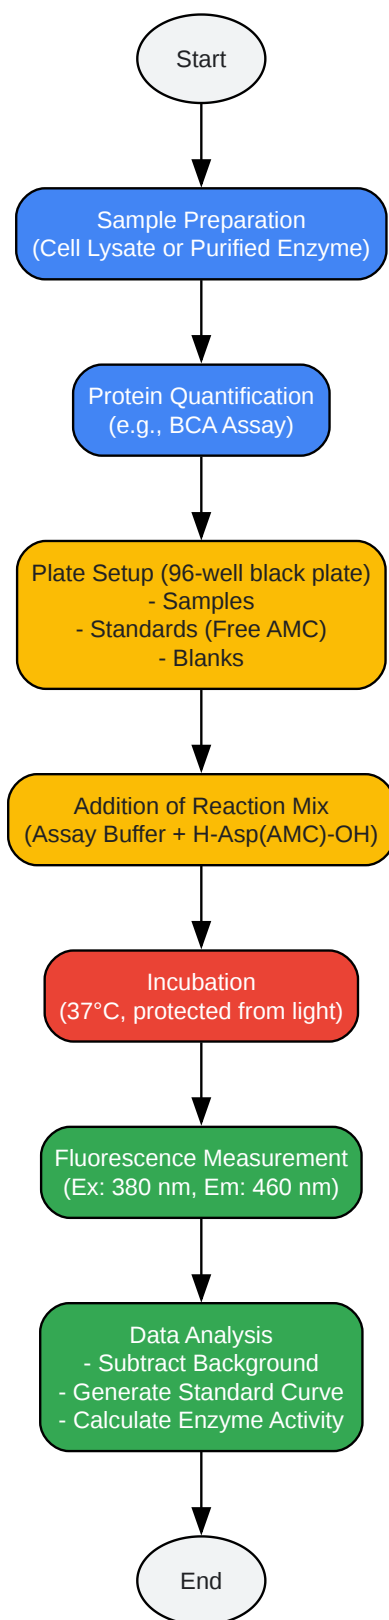 Start
Sample Preparation
(Cell Lysate or Purified Enzyme)
Protein Quantification
(e.g., BCA Assay)
Plate Setup (96-well black plate)
- Samples
- Standards (Free AMC)
- Blanks
Addition of Reaction Mix
(Assay Buffer + H-Asp(AMC)-OH)
Incubation
(37°C, protected from light)
Fluorescence Measurement
(Ex: 380 nm, Em: 460 nm)
Data Analysis
- Subtract Background
- Generate Standard Curve
- Calculate Enzyme Activity
End